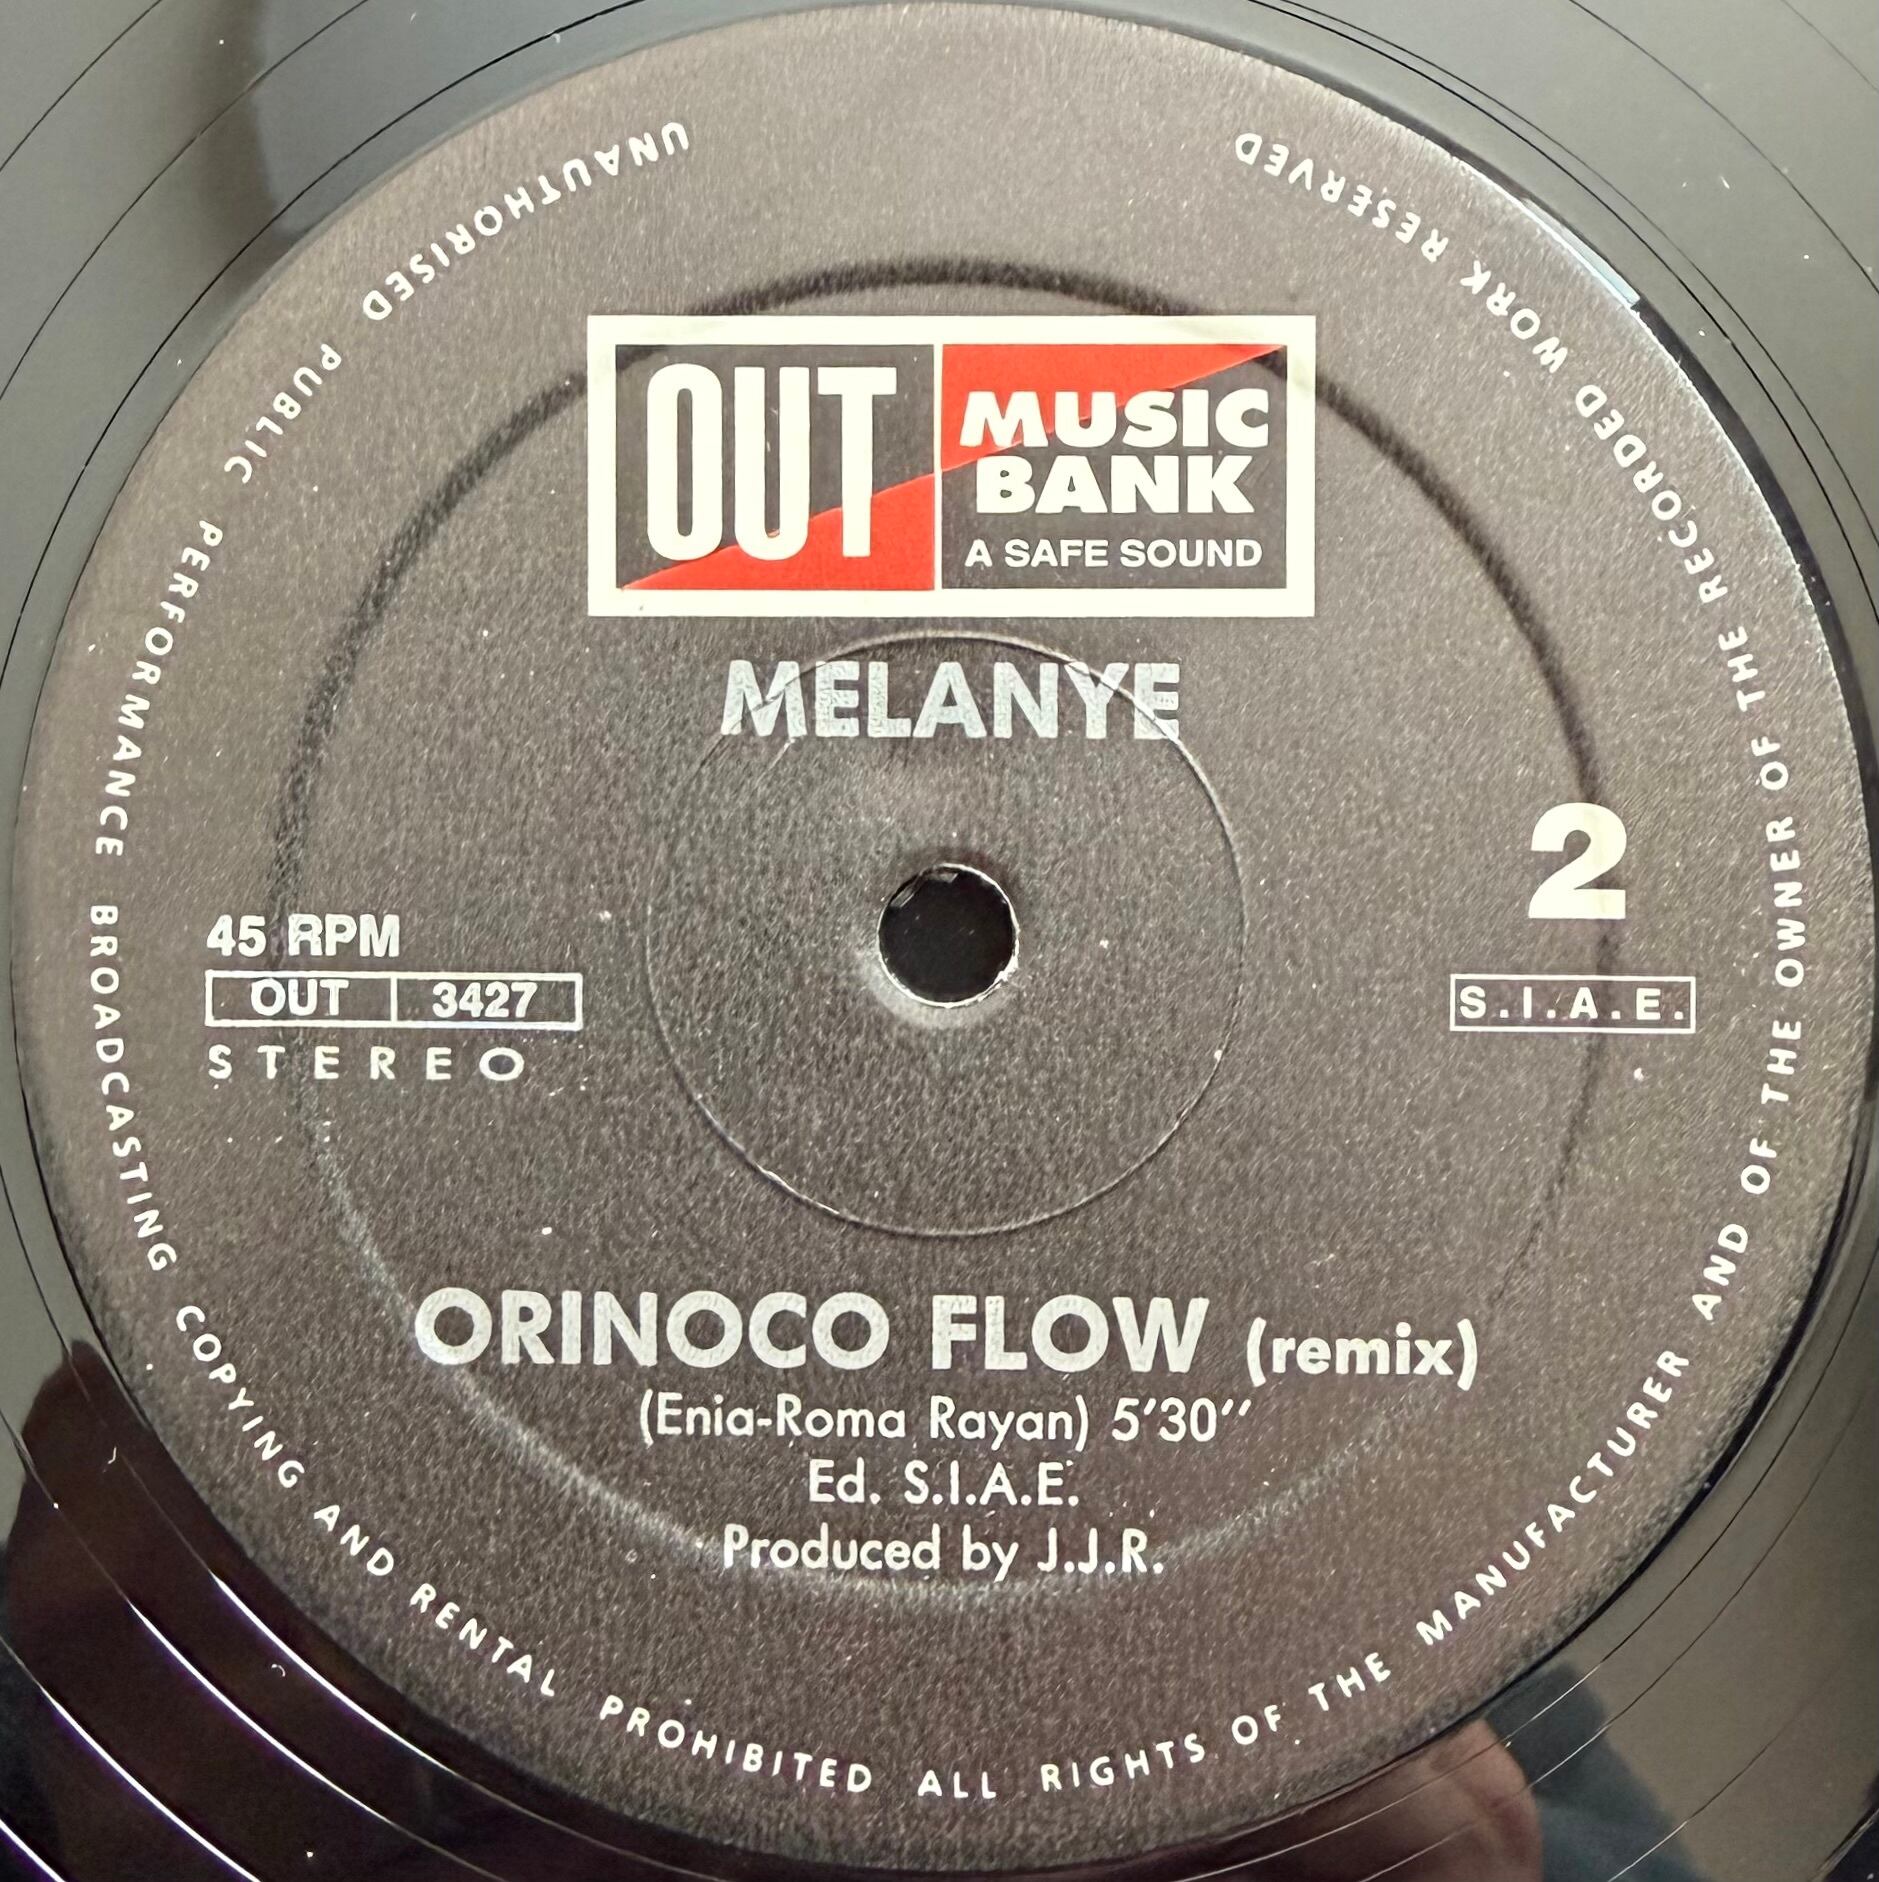 OUT
MUSIC
BANK
A SAFE SOUND
MELANYE
2
45 RPM
OUT 3427
STEREO
S.I.A.E.
ORINOCO FLOW (remix)
(Enia-Roma Rayan) 5'30''
Ed. S.I.A.E.
Produced by J.J.R.
UNAUTHORISED PUBLIC PERFORMANCE BROADCASTING COPYING AND RENTAL PROHIBITED ALL RIGHTS OF THE MANUFACTURER AND OF THE OWNER OF THE RECORDED WORK RESERVED